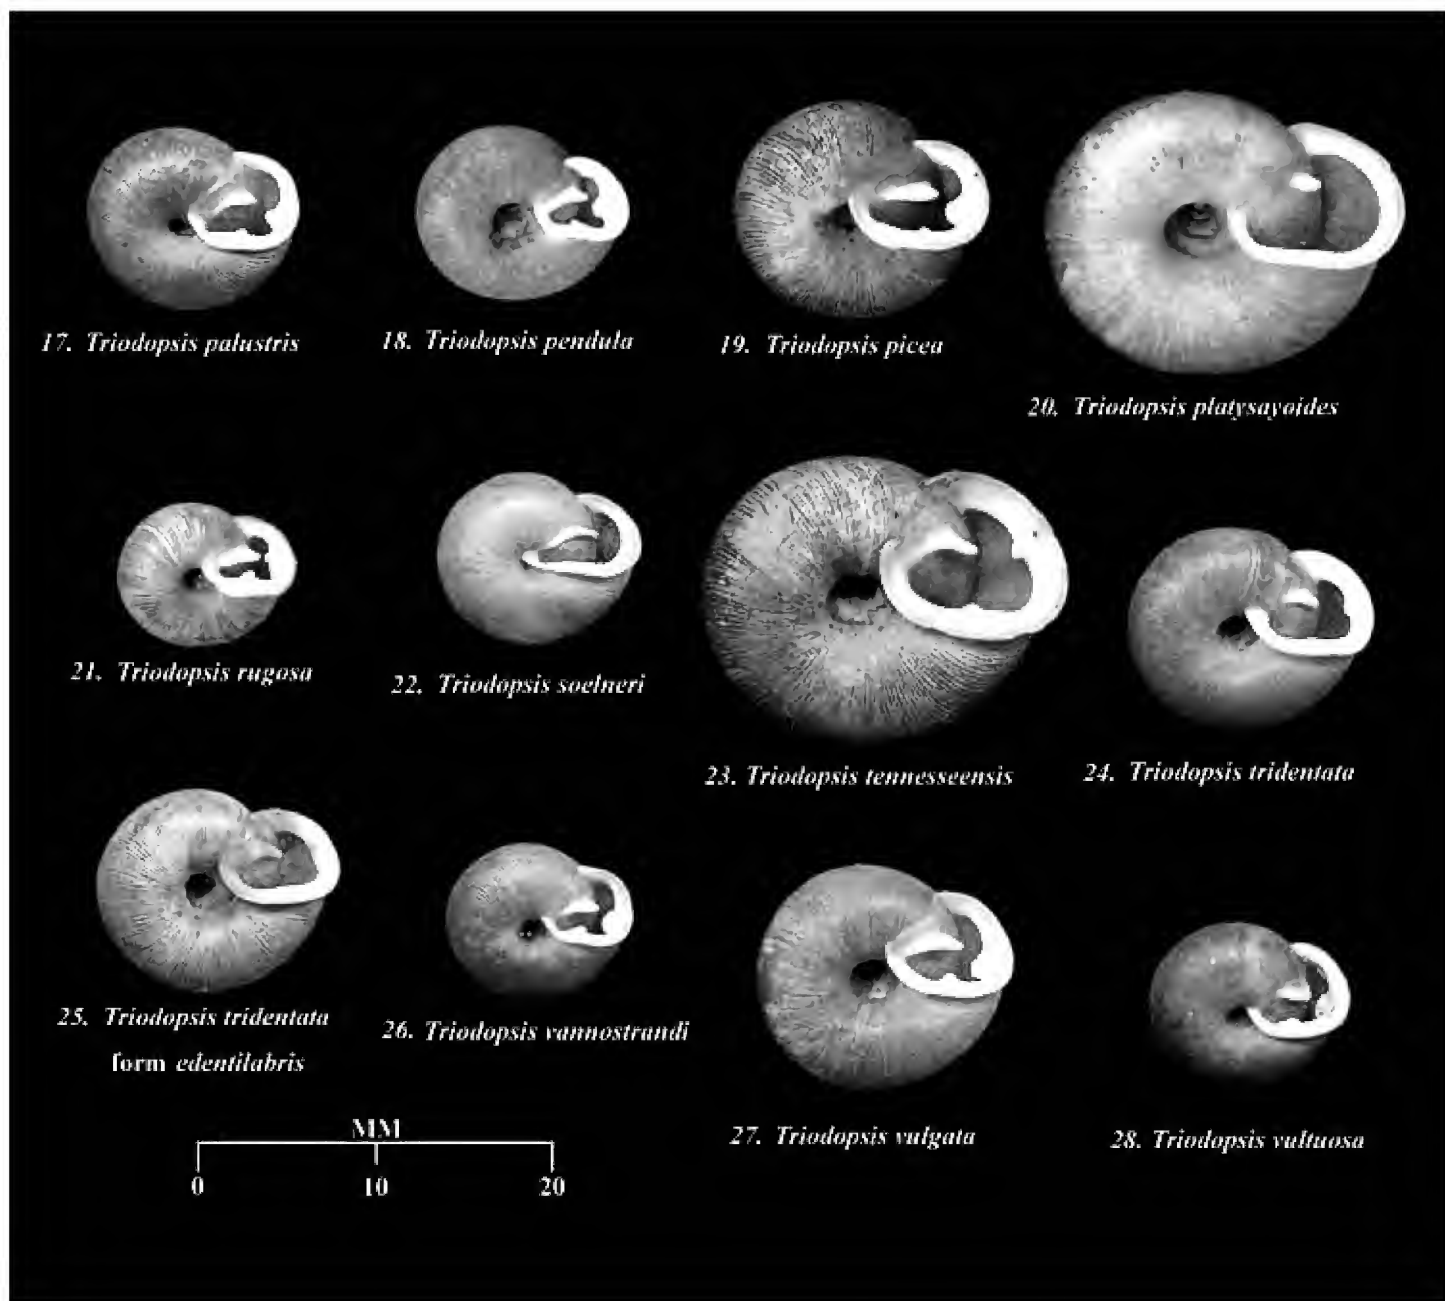 17. Triodopsis palustris
18. Triodopsis pendula
19. Triodopsis picea
20. Triodopsis platysayoides
21. Triodopsis rugosa
22. Triodopsis soelneri
23. Triodopsis tennesseensis
24. Triodopsis tridentata
25. Triodopsis tridentata
form edentilabris
26. Triodopsis vannostrandi
27. Triodopsis vulgata
28. Triodopsis vultuosa
MM
0 10 20